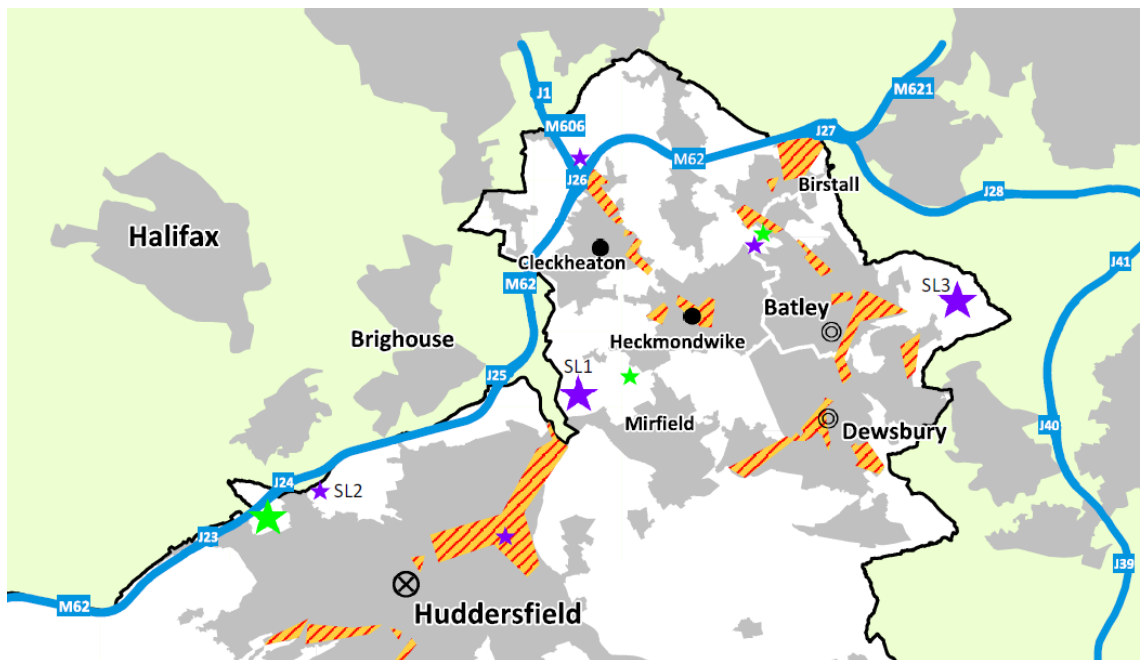 J1
M621
M606
J27
M62
J26
Birstall
J28
Halifax
Cleckheaton
J41
M62
SL3
Batley
Brighouse
Heckmondwike
SL1
J25
Mirfield
Dewsbury
J40
J24
SL2
J23
J39
M62
Huddersfield